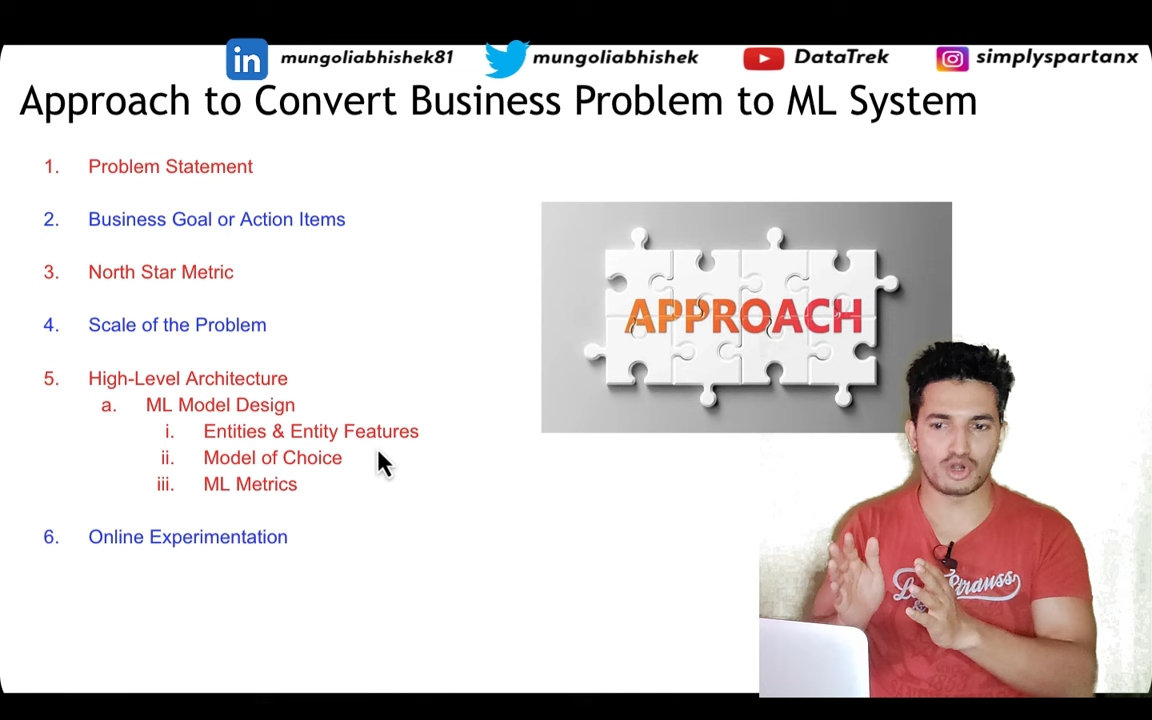 in mungoliabhishek81 mungoliabhishek DataTrek simplyspartanx
Approach to Convert Business Problem to ML System
1. Problem Statement
2. Business Goal or Action Items
3. North Star Metric
4. Scale of the Problem
5. High-Level Architecture
a. ML Model Design
i. Entities & Entity Features
ii. Model of Choice
iii. ML Metrics
6. Online Experimentation
APPROACH